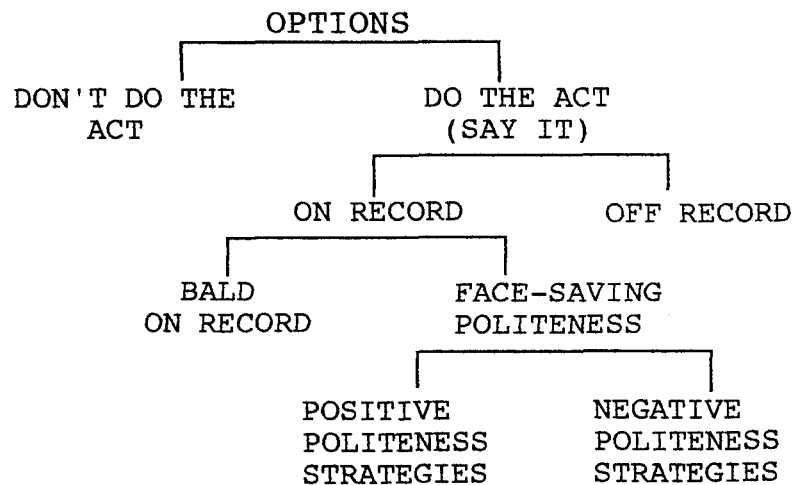 OPTIONS
DON'T DO THE
ACT
DO THE ACT
(SAY IT)
ON RECORD
OFF RECORD
BALD
ON RECORD
FACE-SAVING
POLITENESS
POSITIVE
POLITENESS
STRATEGIES
NEGATIVE
POLITENESS
STRATEGIES